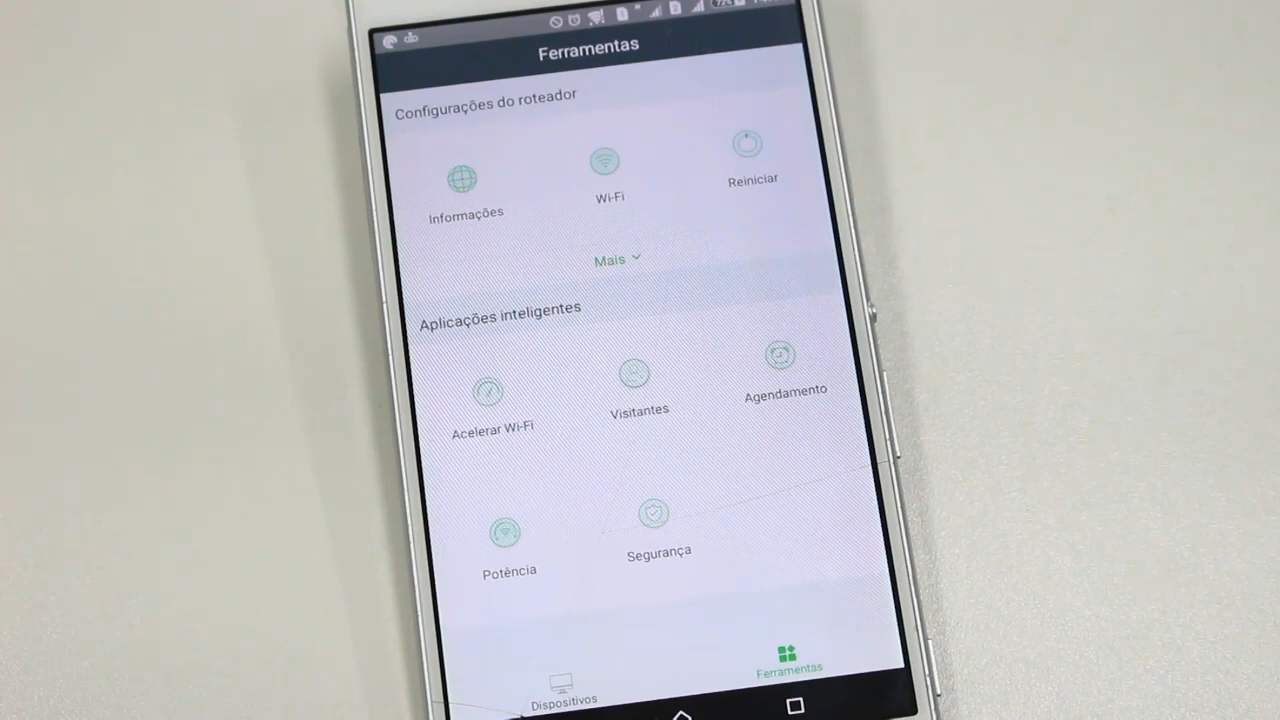 Ferramentas
Configurações do roteador
Informações
Wi-Fi
Reiniciar
Mais
Aplicações inteligentes
Acelerar Wi-Fi
Visitantes
Agendamento
Potência
Segurança
Dispositivos
Ferramentas